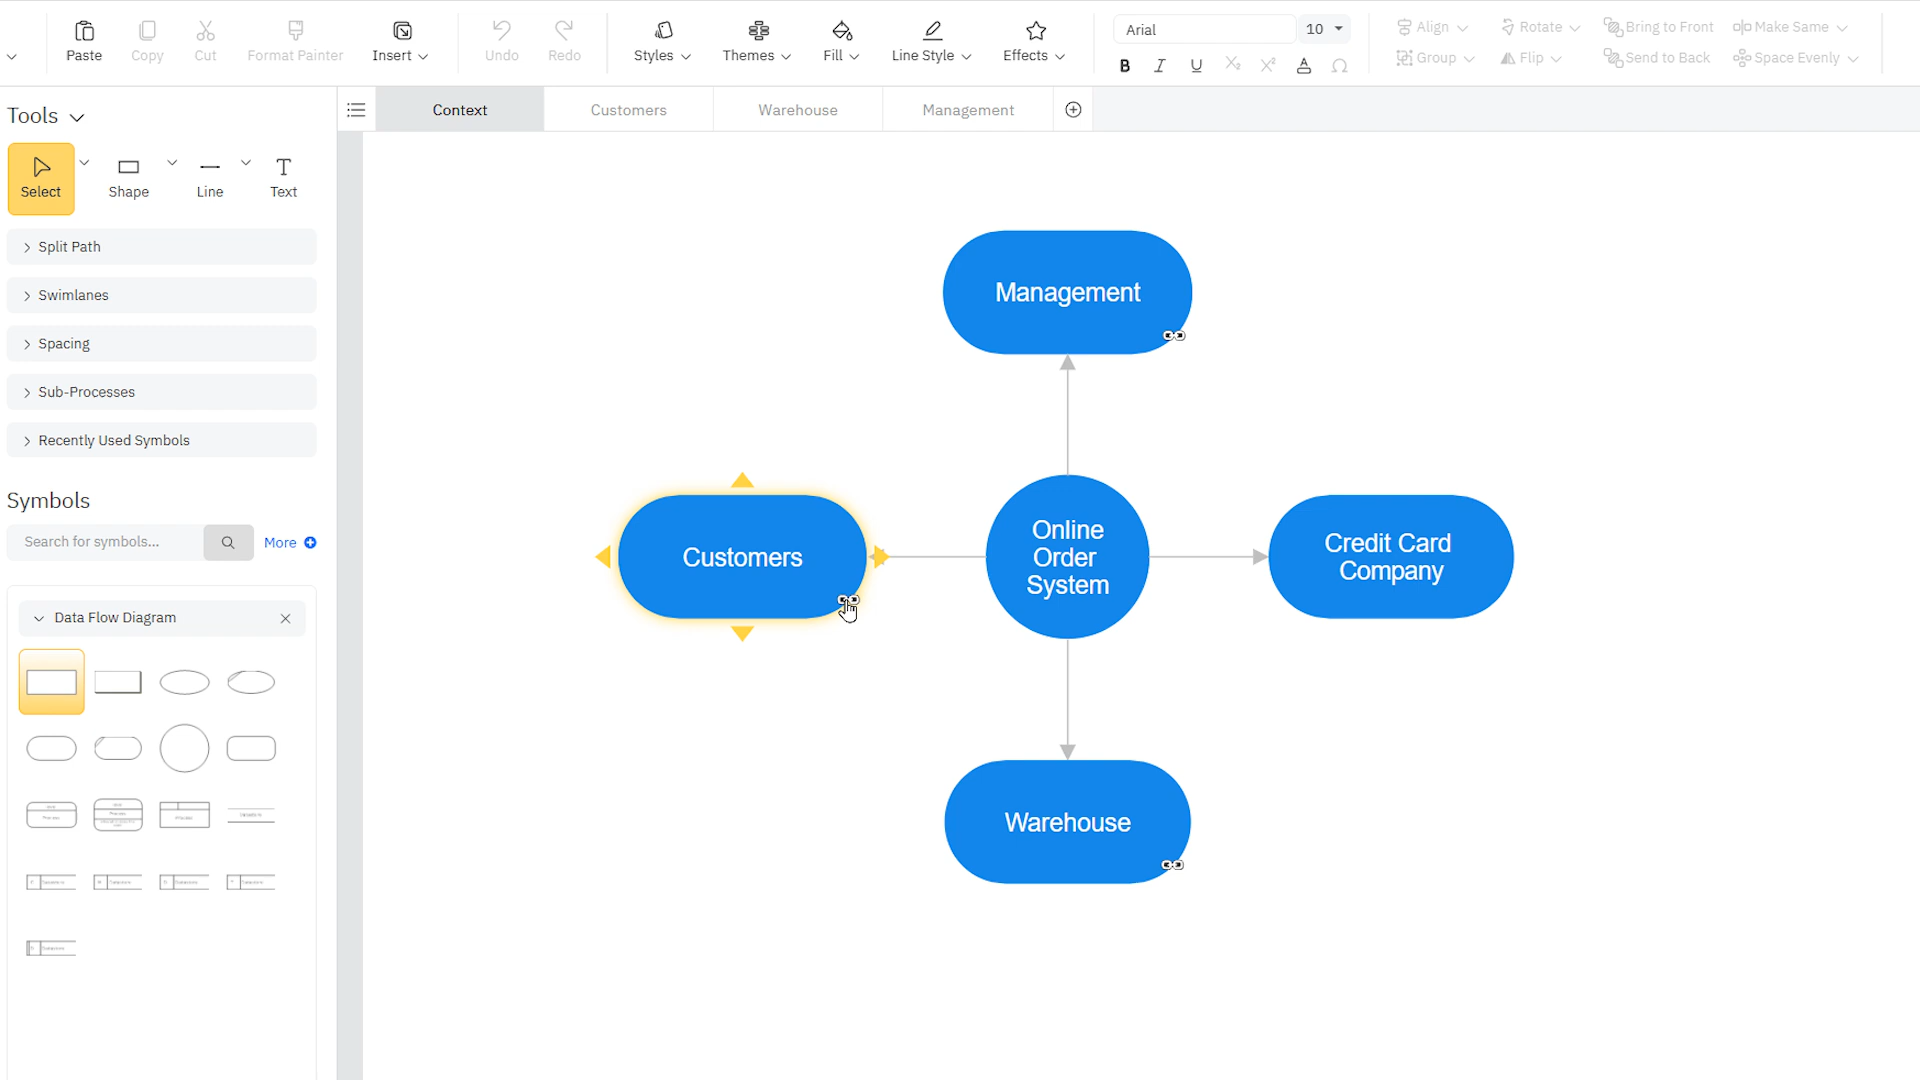 Paste
Copy
Cut
Format Painter
Insert
Undo
Redo
Styles
Themes
Fill
Line Style
Effects
Arial
10
B I U X₂ X² A Ω
Align
Rotate
Bring to Front
Make Same
Group
Flip
Send to Back
Space Evenly
Tools
Select
Shape
Line
T
Text
Context
Customers
Warehouse
Management
Split Path
Swimlanes
Spacing
Sub-Processes
Recently Used Symbols
Symbols
Search for symbols...
More
Data Flow Diagram
Management
Customers
Online
Order
System
Credit Card
Company
Warehouse